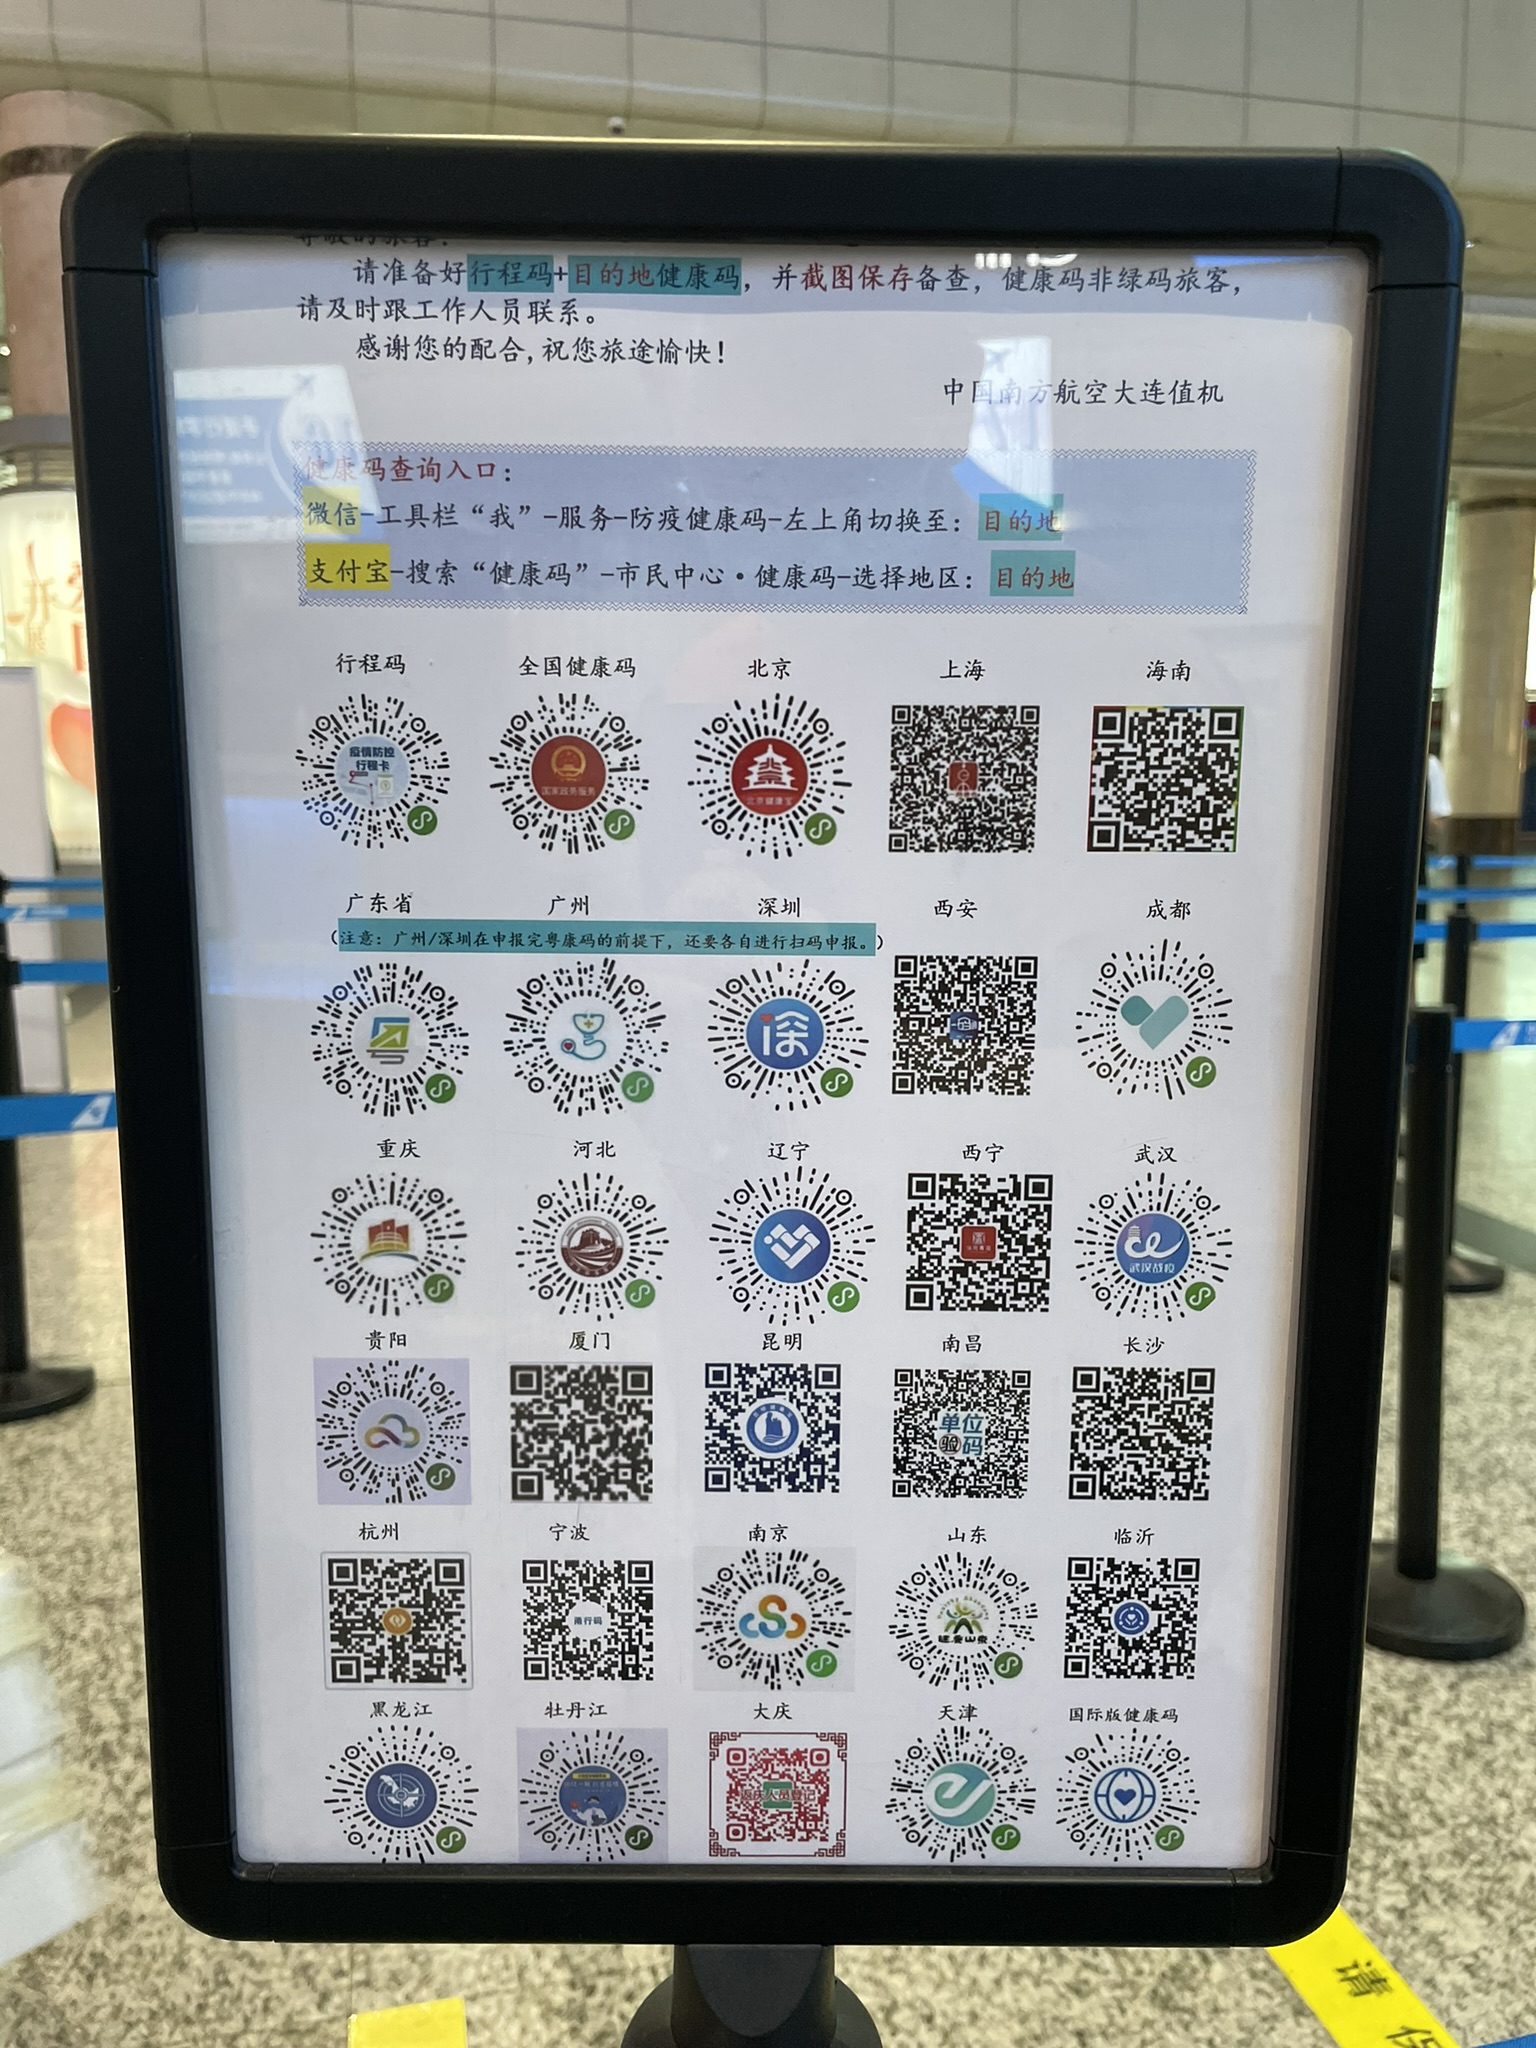 尊敬的旅客：
请准备好行程码+目的地健康码，并截图保存备查，健康码非绿码旅客，
请及时跟工作人员联系。
感谢您的配合,祝您旅途愉快！
中国南方航空大连值机
健康码查询入口：
微信-工具栏“我”-服务-防疫健康码-左上角切换至：目的地
支付宝-搜索“健康码”-市民中心·健康码-选择地区：目的地
行程码 全国健康码 北京 上海 海南
疫情防控
行程卡
国家政务服务
北京健康宝
广东省 广州 深圳 西安 成都
（注意：广州/深圳在申报完粤康码的前提下，还要各自进行扫码申报。）
深
重庆 河北 辽宁 西宁 武汉
武汉战疫
贵阳 厦门 昆明 南昌 长沙
单位
验码
杭州 宁波 南京 山东 临沂
甬行码
黑龙江 牡丹江 大庆 天津 国际版健康码
返庆人员登记
请